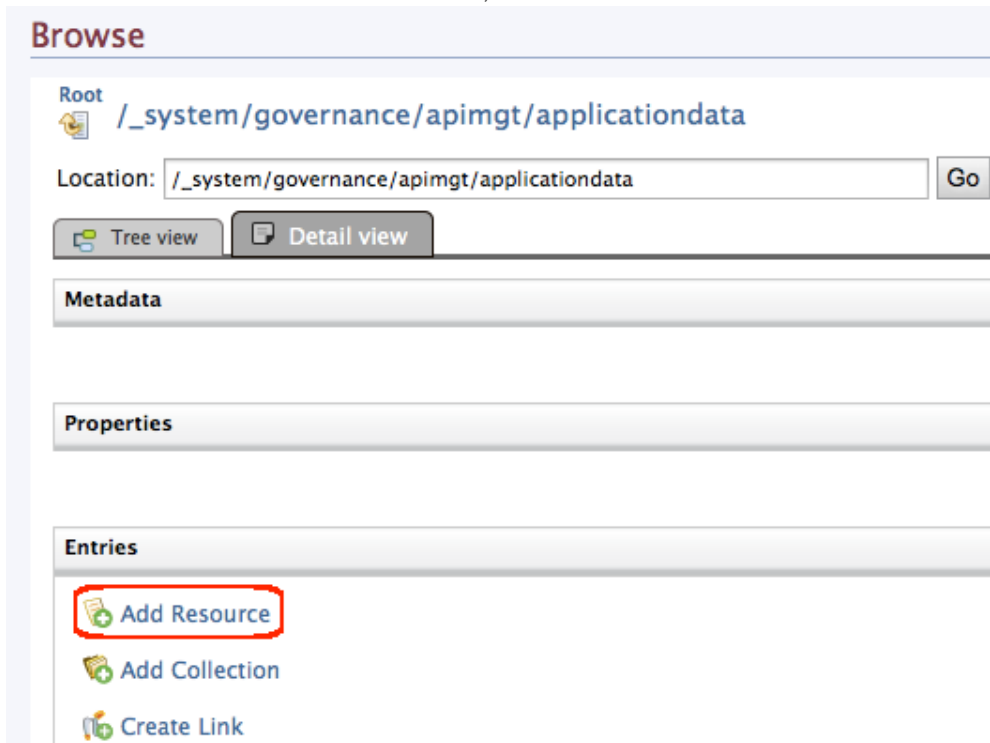 Browse
Root
/_system/governance/apimgt/applicationdata
Location: /_system/governance/apimgt/applicationdata Go
Tree view Detail view
Metadata
Properties
Entries
Add Resource
Add Collection
Create Link